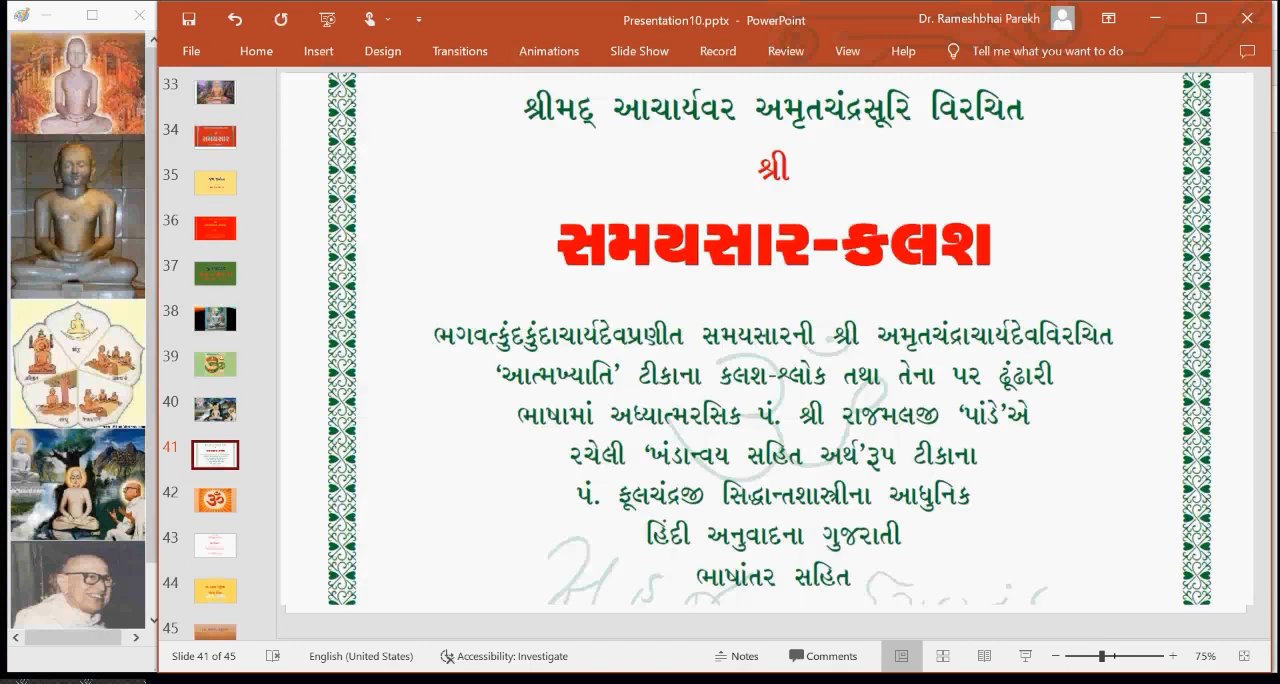 Presentation10.pptx - PowerPoint
Dr. Rameshbhai Parekh
File Home Insert Design Transitions Animations Slide Show Record Review View Help Tell me what you want to do
33
34
35
36
37
38
39
40
41
42
43
44
45
શ્રીમદ્ આચાર્યવર અમૃતચંદ્રસૂરિ વિરચિત
શ્રી
સમયસાર-કલશ
ભગવત્કુંદકુંદાચાર્યદેવપ્રણીત સમયસારની શ્રી અમૃતચંદ્રાચાર્યદેવવિરચિત
‘આત્મખ્યાતિ’ ટીકાના કલશ-શ્લોક તથા તેના પર ઢૂંઢારી
ભાષામાં અધ્યાત્મરસિક પં. શ્રી રાજમલજી ‘પાંડે’એ
રચેલી ‘ખંડાન્વય સહિત અર્થ’રૂપ ટીકાના
પં. ફૂલચંદ્રજી સિદ્ધાન્તશાસ્ત્રીના આધુનિક
હિંદી અનુવાદના ગુજરાતી
ભાષાંતર સહિત
Slide 41 of 45 English (United States) Accessibility: Investigate Notes Comments 75%